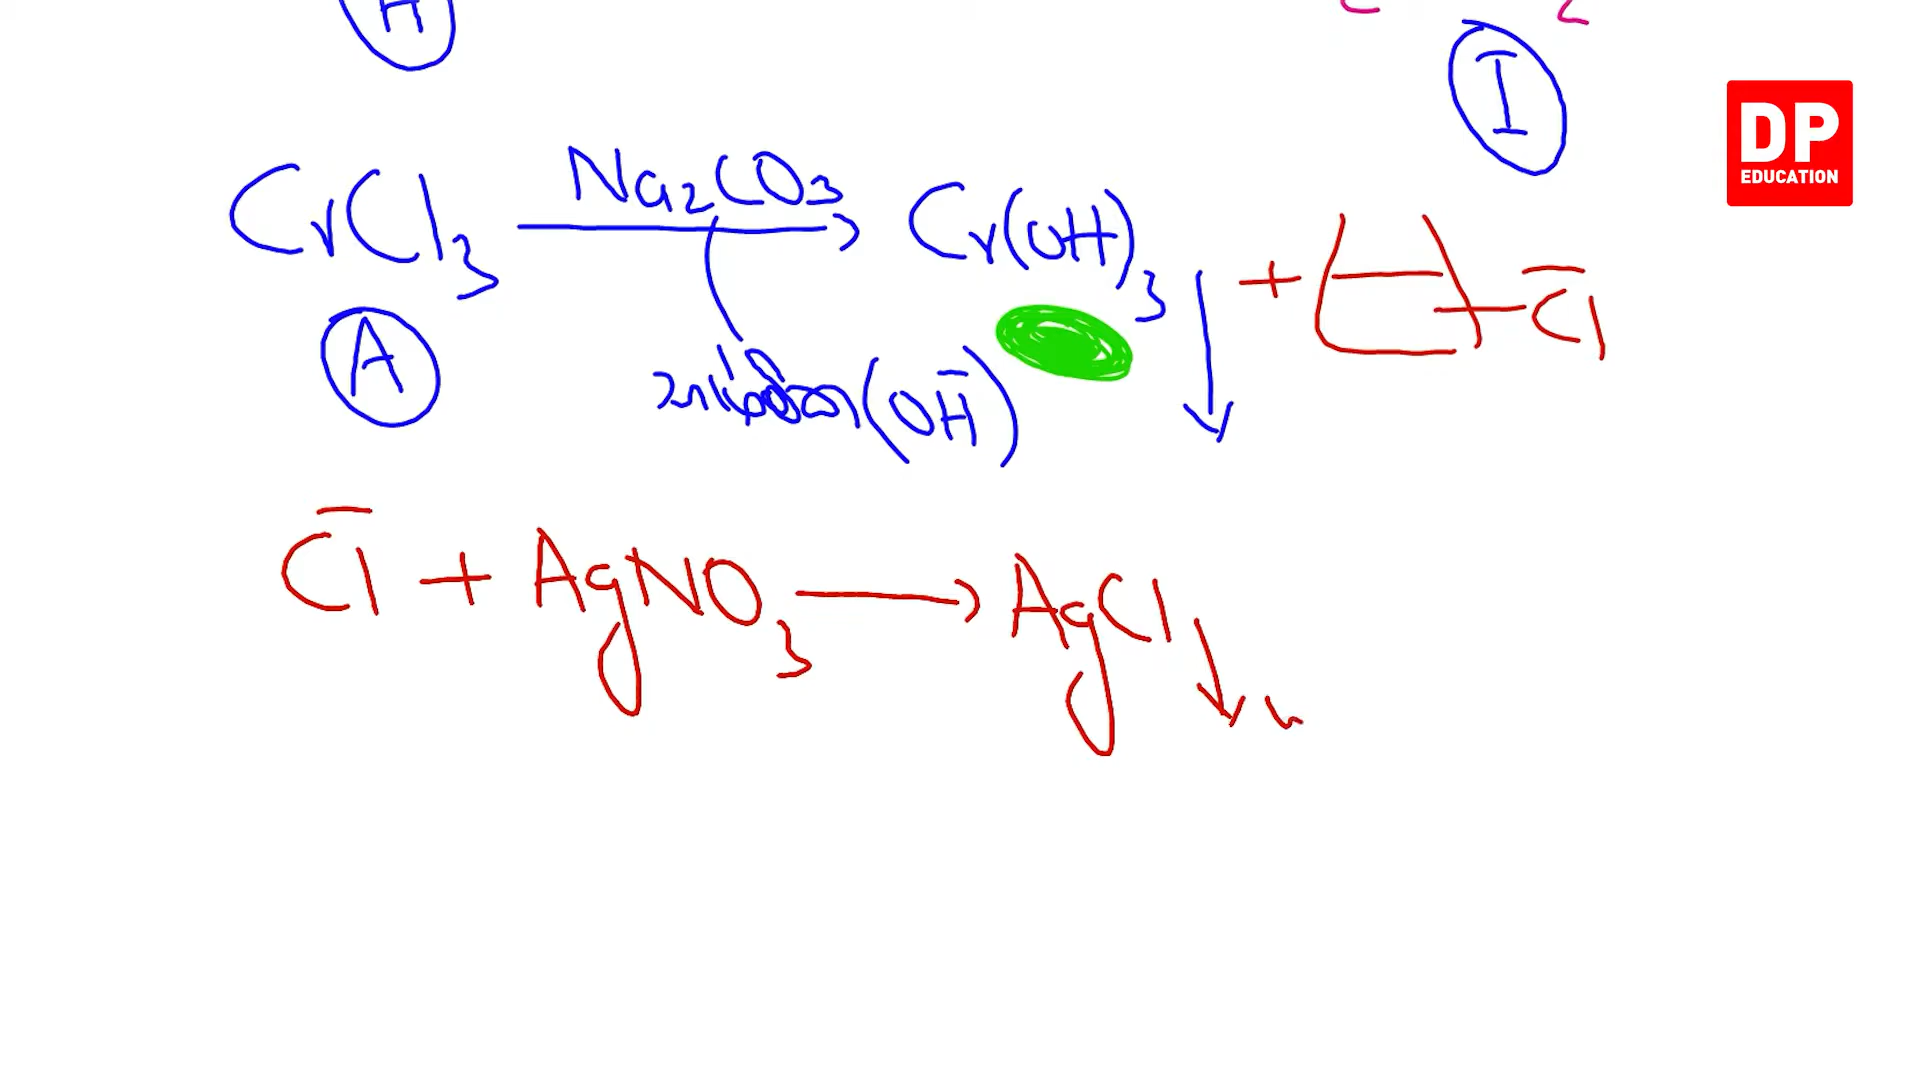 I
DP
EDUCATION
CrCl₃ —Na₂CO₃→ Cr(OH)₃↓ + Cl̅
A
(OH̅)
Cl̅ + AgNO₃ → AgCl↓